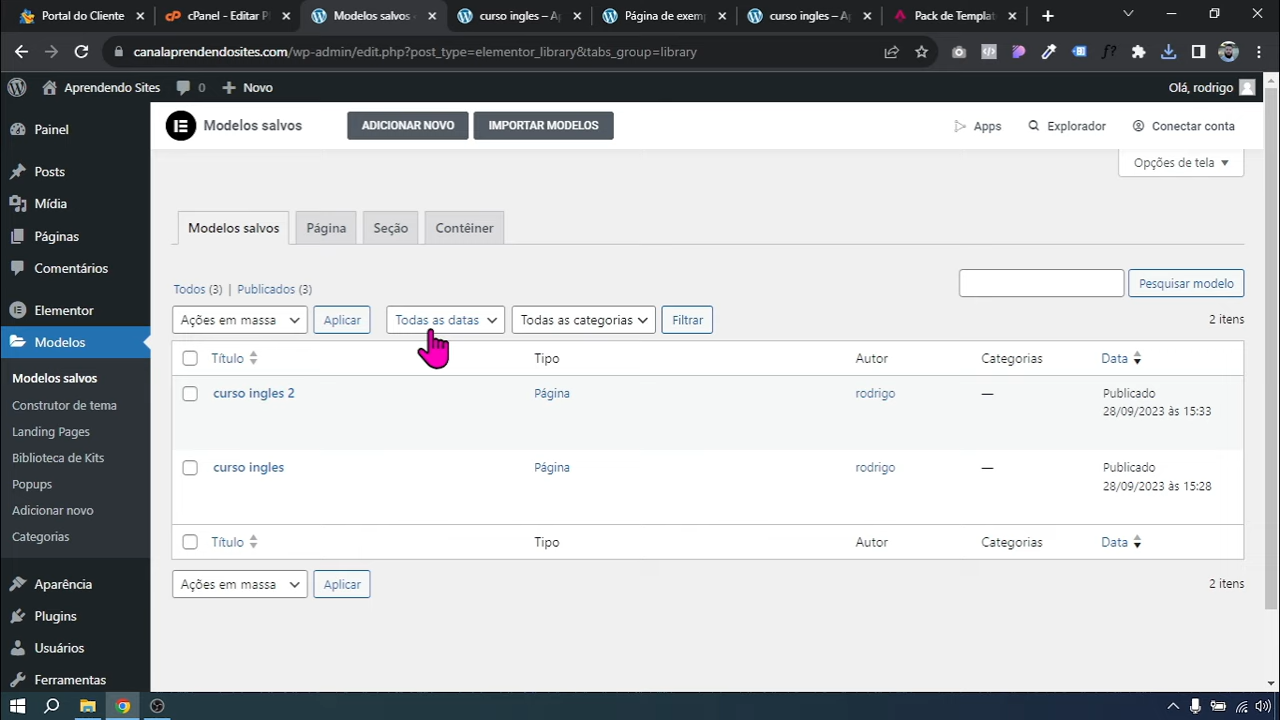 Portal do Cliente
cPanel - Editar P
Modelos salvos
curso ingles – A
Página de exem
curso ingles – A
Pack de Templat
canalaprendendosites.com/wp-admin/edit.php?post_type=elementor_library&tabs_group=library
Aprendendo Sites
0
Novo
Olá, rodrigo
Painel
Posts
Mídia
Páginas
Comentários
Elementor
Modelos
Modelos salvos
Construtor de tema
Landing Pages
Biblioteca de Kits
Popups
Adicionar novo
Categorias
Aparência
Plugins
Usuários
Ferramentas
Modelos salvos
ADICIONAR NOVO
IMPORTAR MODELOS
Apps
Explorador
Conectar conta
Opções de tela
Modelos salvos
Página
Seção
Contêiner
Todos (3) | Publicados (3)
Pesquisar modelo
Ações em massa
Aplicar
Todas as datas
Todas as categorias
Filtrar
2 itens
Título
Tipo
Autor
Categorias
Data
curso ingles 2
Página
rodrigo
—
Publicado
28/09/2023 às 15:33
curso ingles
Página
rodrigo
—
Publicado
28/09/2023 às 15:28
Título
Tipo
Autor
Categorias
Data
Ações em massa
Aplicar
2 itens